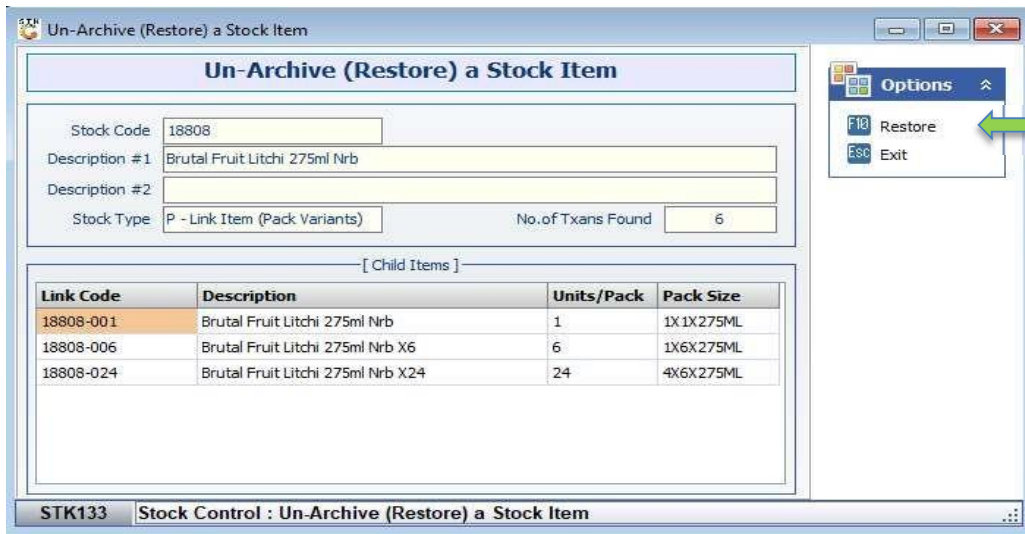 STK Un-Archive (Restore) a Stock Item
Un-Archive (Restore) a Stock Item
Options
F10 Restore
Esc Exit
Stock Code 18808
Description #1 Brutal Fruit Litchi 275ml Nrb
Description #2
Stock Type P - Link Item (Pack Variants) No.of Txans Found 6
[ Child Items ]
Link Code Description Units/Pack Pack Size
18808-001 Brutal Fruit Litchi 275ml Nrb 1 1X1X275ML
18808-006 Brutal Fruit Litchi 275ml Nrb X6 6 1X6X275ML
18808-024 Brutal Fruit Litchi 275ml Nrb X24 24 4X6X275ML
STK133 Stock Control : Un-Archive (Restore) a Stock Item